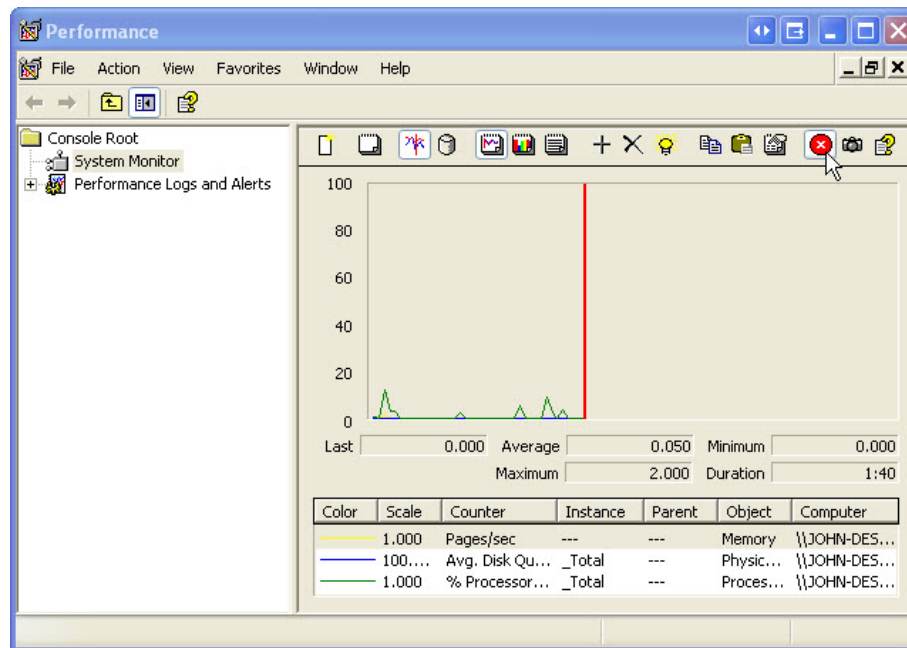 Performance
File Action View Favorites Window Help
Console Root
System Monitor
Performance Logs and Alerts
100
80
60
40
20
0
Last 0.000 Average 0.050 Minimum 0.000
Maximum 2.000 Duration 1:40
Color Scale Counter Instance Parent Object Computer
1.000 Pages/sec --- --- Memory \\JOHN-DES...
100.... Avg. Disk Qu... _Total --- Physic... \\JOHN-DES...
1.000 % Processor... _Total --- Proces... \\JOHN-DES...